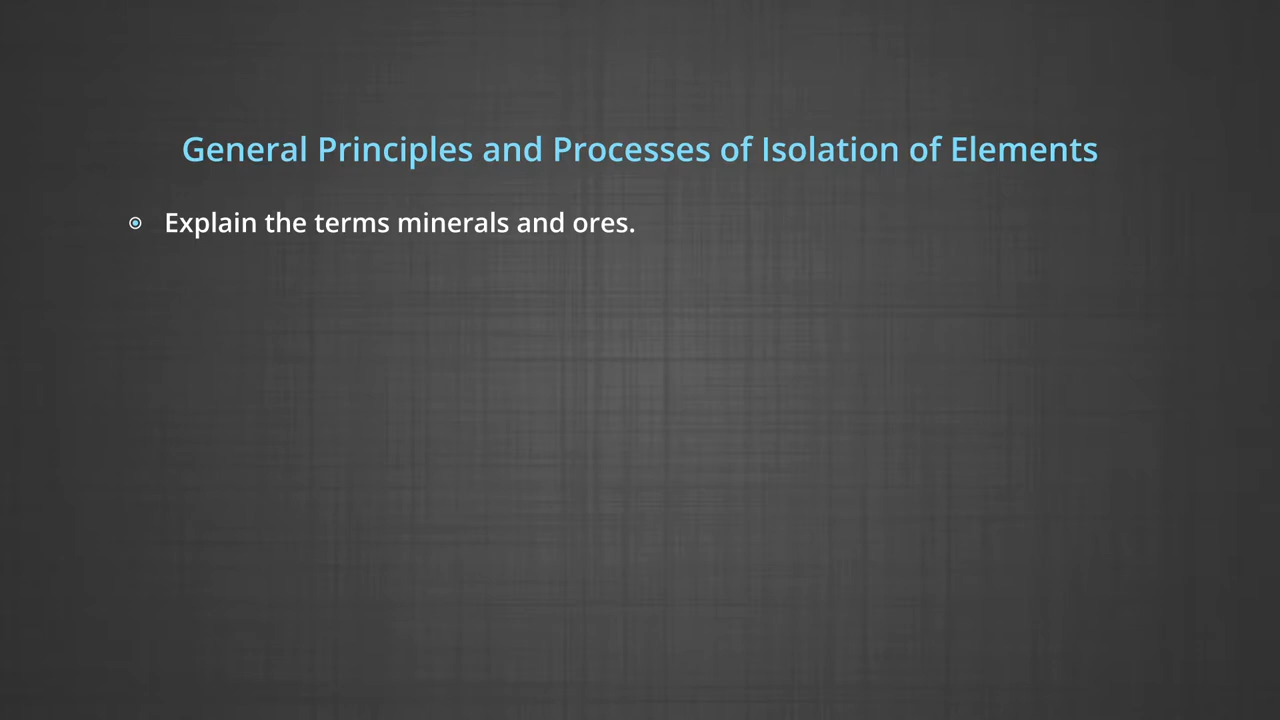 General Principles and Processes of Isolation of Elements
Explain the terms minerals and ores.